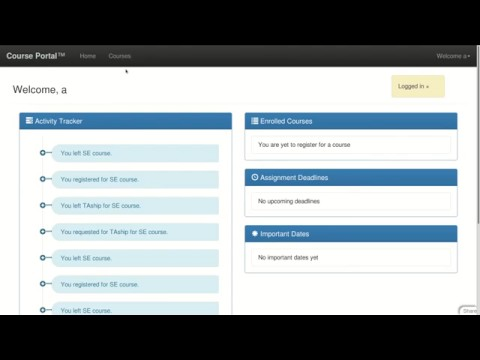 Course Portal™ Home Courses Welcome a
Welcome, a
Logged in
Activity Tracker
You left SE course.
You registered for SE course.
You left TAship for SE course.
You requested for TAship for SE course.
You left SE course.
You registered for SE course.
You left SE course.
Enrolled Courses
You are yet to register for a course
Assignment Deadlines
No upcoming deadlines
Important Dates
No important dates yet
Share